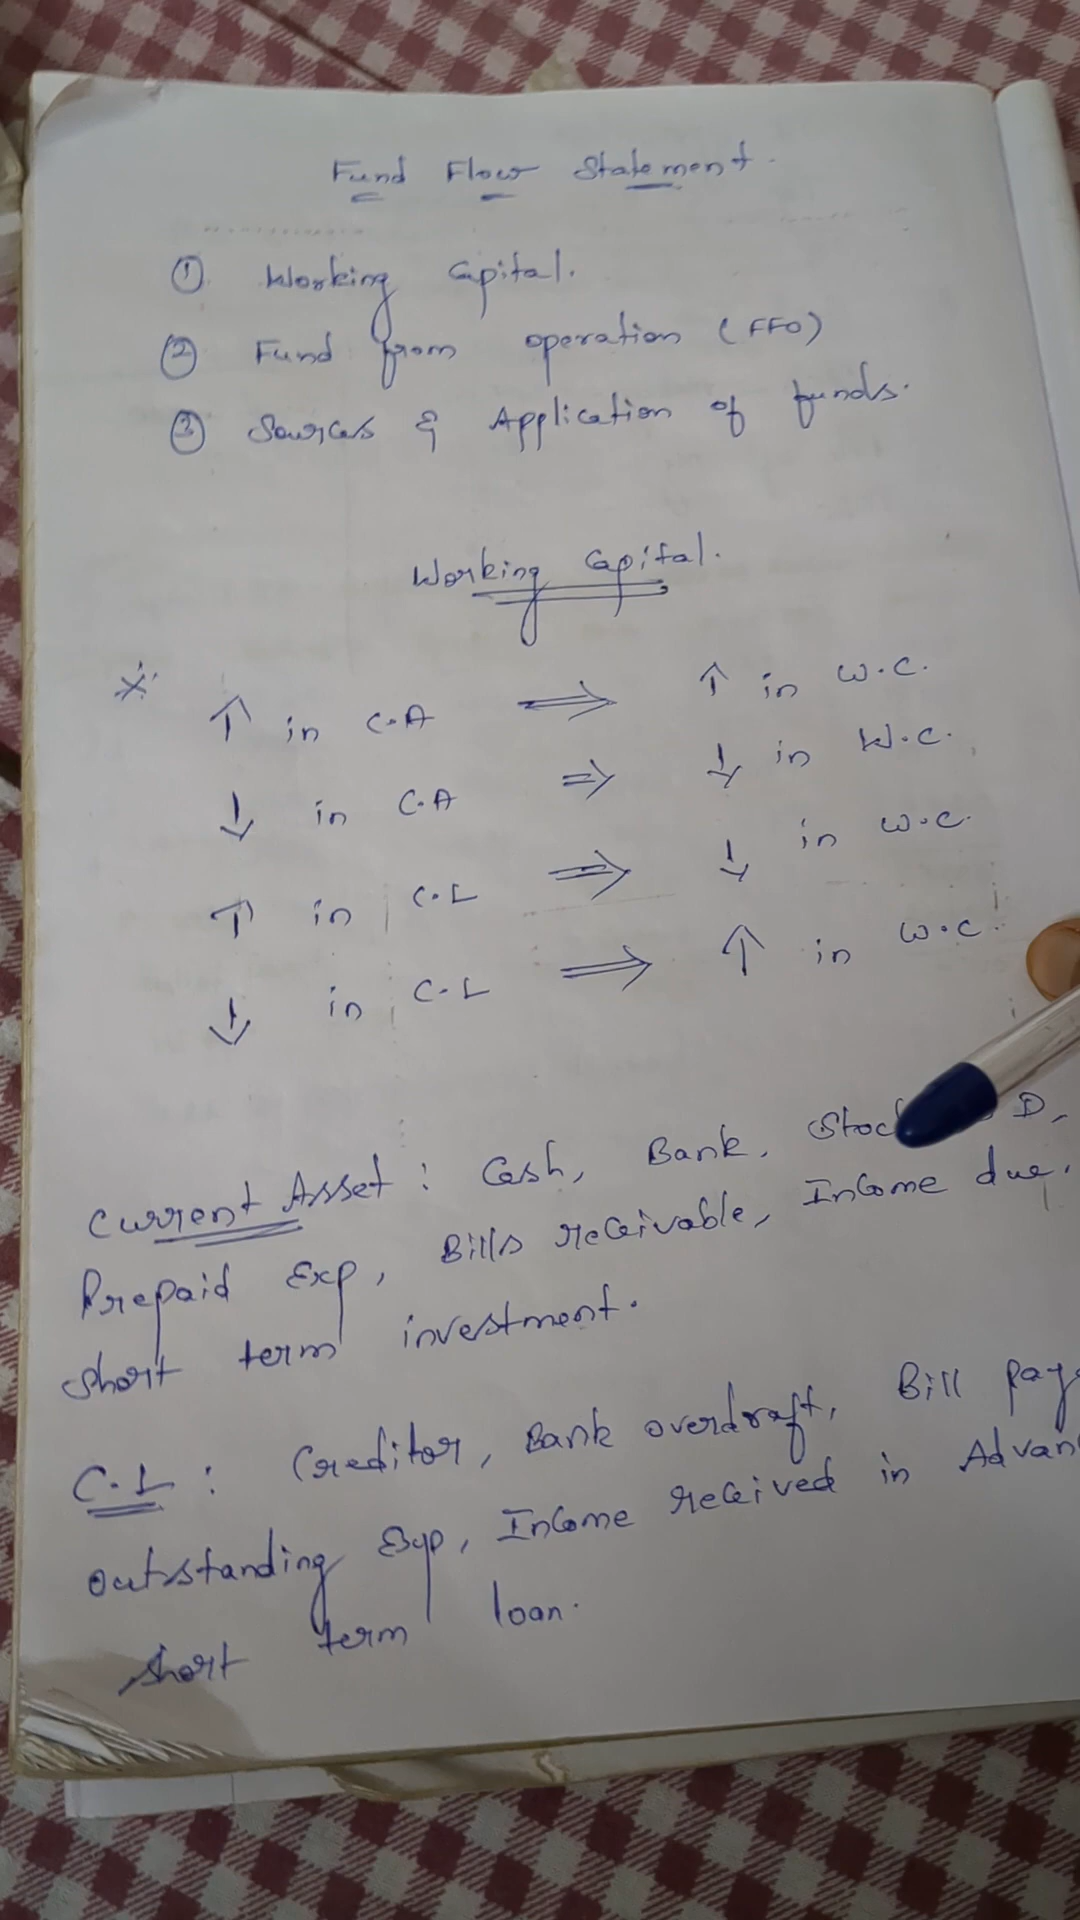 Fund Flow Statement.
① Working Capital.
② Fund from operation (FFO)
③ Sources & Application of funds.
Working Capital.
↑ in C.A ⇒ ↑ in W.C.
↓ in C.A ⇒ ↓ in W.C.
↑ in C.L ⇒ ↓ in W.C.
↓ in C.L ⇒ ↑ in W.C.
Current Asset : Cash, Bank, Stoc D,
Prepaid Exp, Bills receivable, Income due,
Short term investment.
C.L : Creditor, Bank overdraft, Bill pay
Outstanding Exp, Income received in Advan
short term loan.